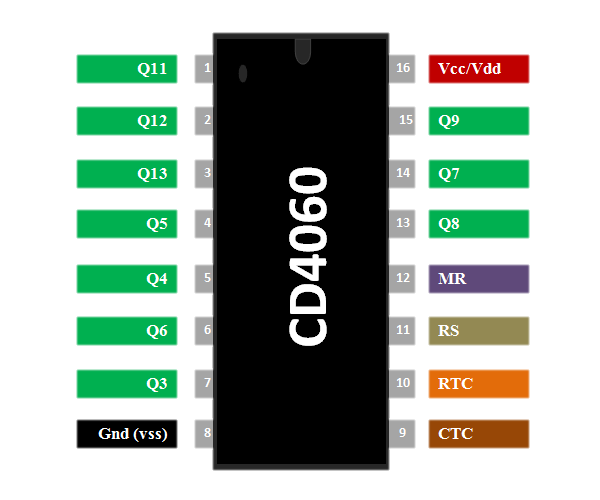 Q11 1 16 Vcc/Vdd
Q12 2 15 Q9
Q13 3 14 Q7
Q5 4 13 Q8
Q4 5 12 MR
Q6 6 11 RS
Q3 7 10 RTC
Gnd (vss) 8 9 CTC
CD4060